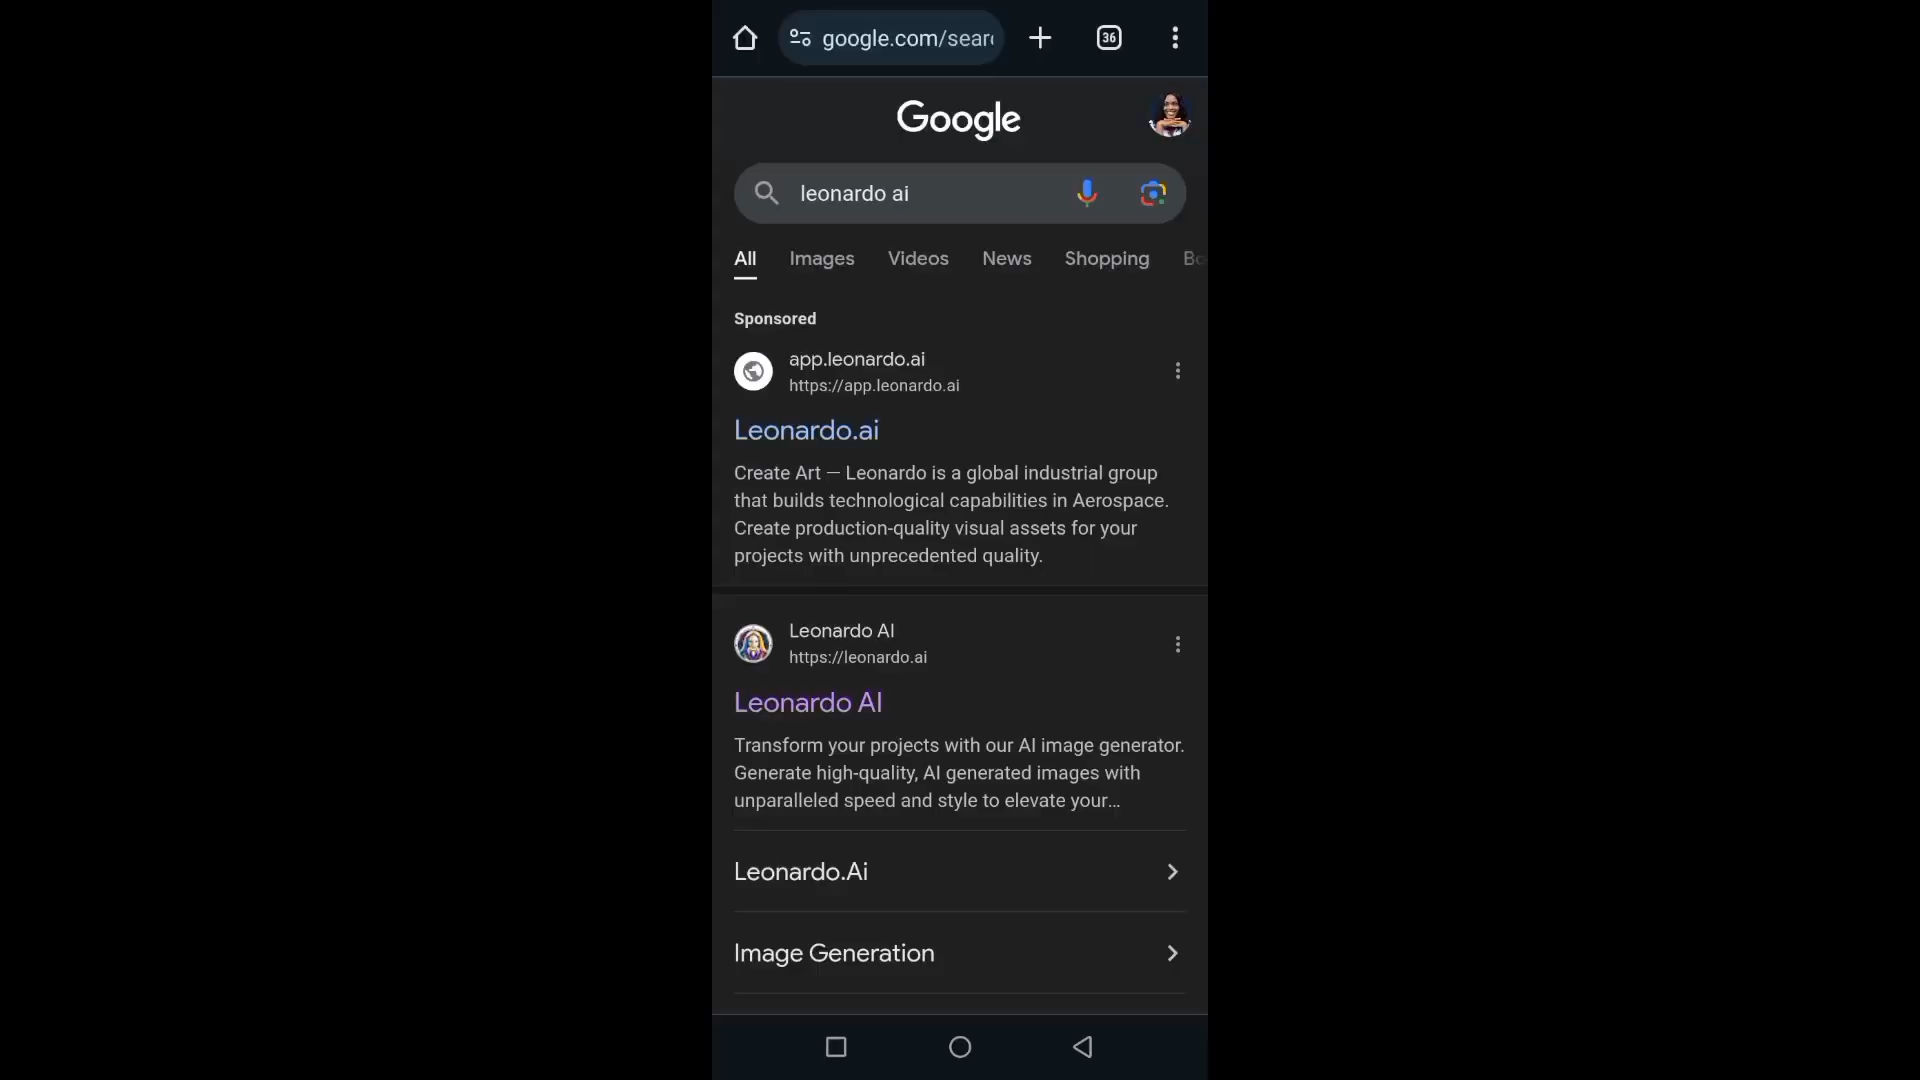 google.com/sear
36
Google
leonardo ai
All Images Videos News Shopping Bo
Sponsored
app.leonardo.ai
https://app.leonardo.ai
Leonardo.ai
Create Art — Leonardo is a global industrial group
that builds technological capabilities in Aerospace.
Create production-quality visual assets for your
projects with unprecedented quality.
Leonardo AI
https://leonardo.ai
Leonardo AI
Transform your projects with our AI image generator.
Generate high-quality, AI generated images with
unparalleled speed and style to elevate your...
Leonardo.Ai
Image Generation